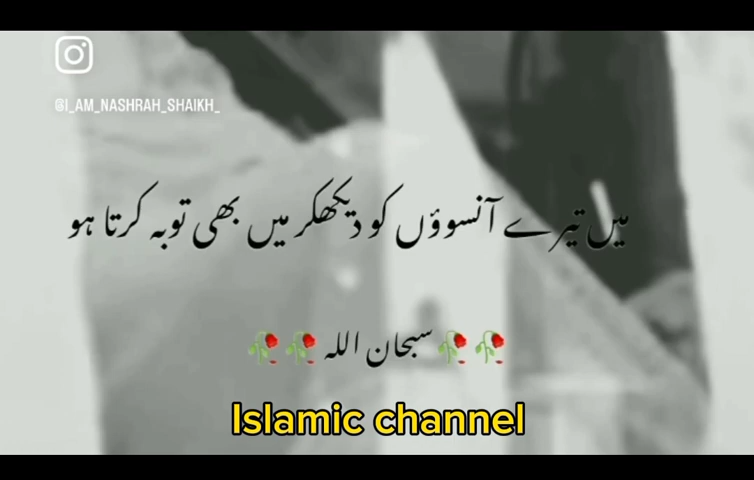 @I_AM_NASHRAH_SHAIKH_
میں تیرے آنسوؤں کو دیکھکر میں بھی توبہ کرتا ہو
🥀🥀 سبحان اللہ 🥀🥀
Islamic channel